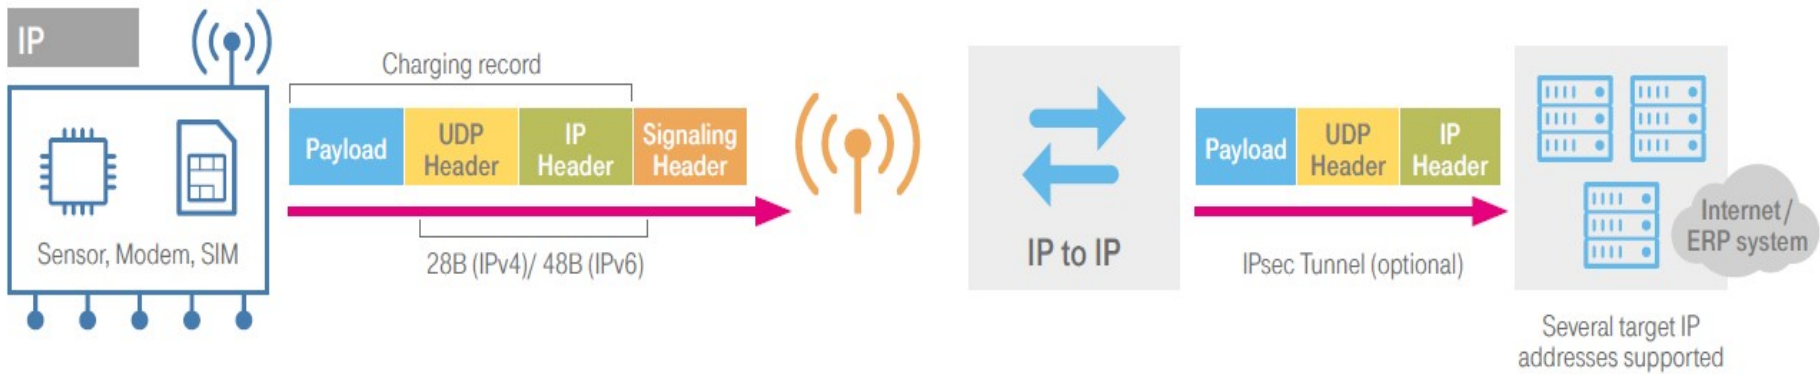 IP
Sensor, Modem, SIM
Charging record
Payload
UDP
Header
IP
Header
Signaling
Header
28B (IPv4)/ 48B (IPv6)
IP to IP
Payload
UDP
Header
IP
Header
IPsec Tunnel (optional)
Internet/
ERP system
Several target IP
addresses supported